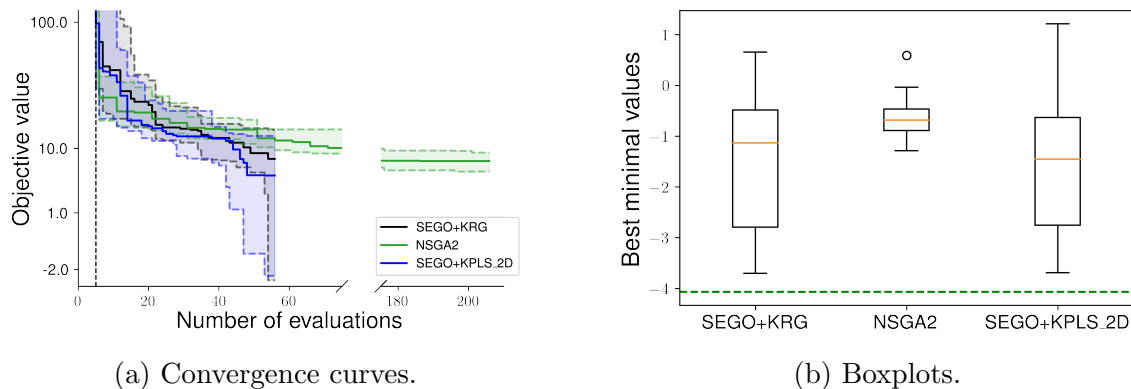 100.0
10.0
1.0
-2.0
Objective value
0
20
40
60
180
200
Number of evaluations
SEGO+KRG
NSGA2
SEGO+KPLS_2D
(a) Convergence curves.
1
0
−1
−2
−3
−4
Best minimal values
SEGO+KRG
NSGA2
SEGO+KPLS_2D
(b) Boxplots.